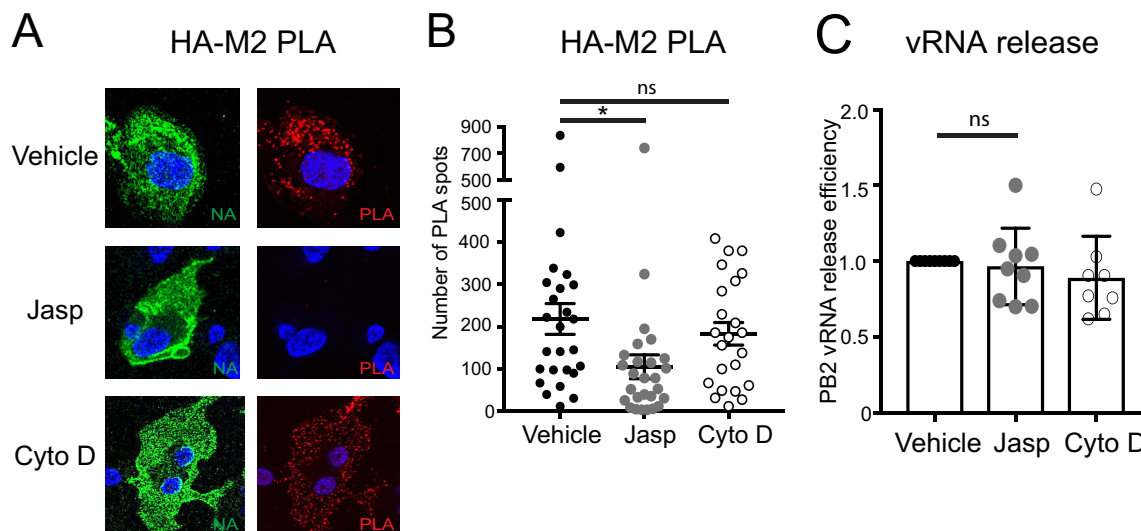 A
HA-M2 PLA
Vehicle
NA
PLA
Jasp
NA
PLA
Cyto D
NA
PLA
B
HA-M2 PLA
ns
*
Number of PLA spots
900
700
500
500
400
300
200
100
0
Vehicle
Jasp
Cyto D
C
vRNA release
ns
PB2 vRNA release efficiency
2.0
1.5
1.0
0.5
0
Vehicle
Jasp
Cyto D